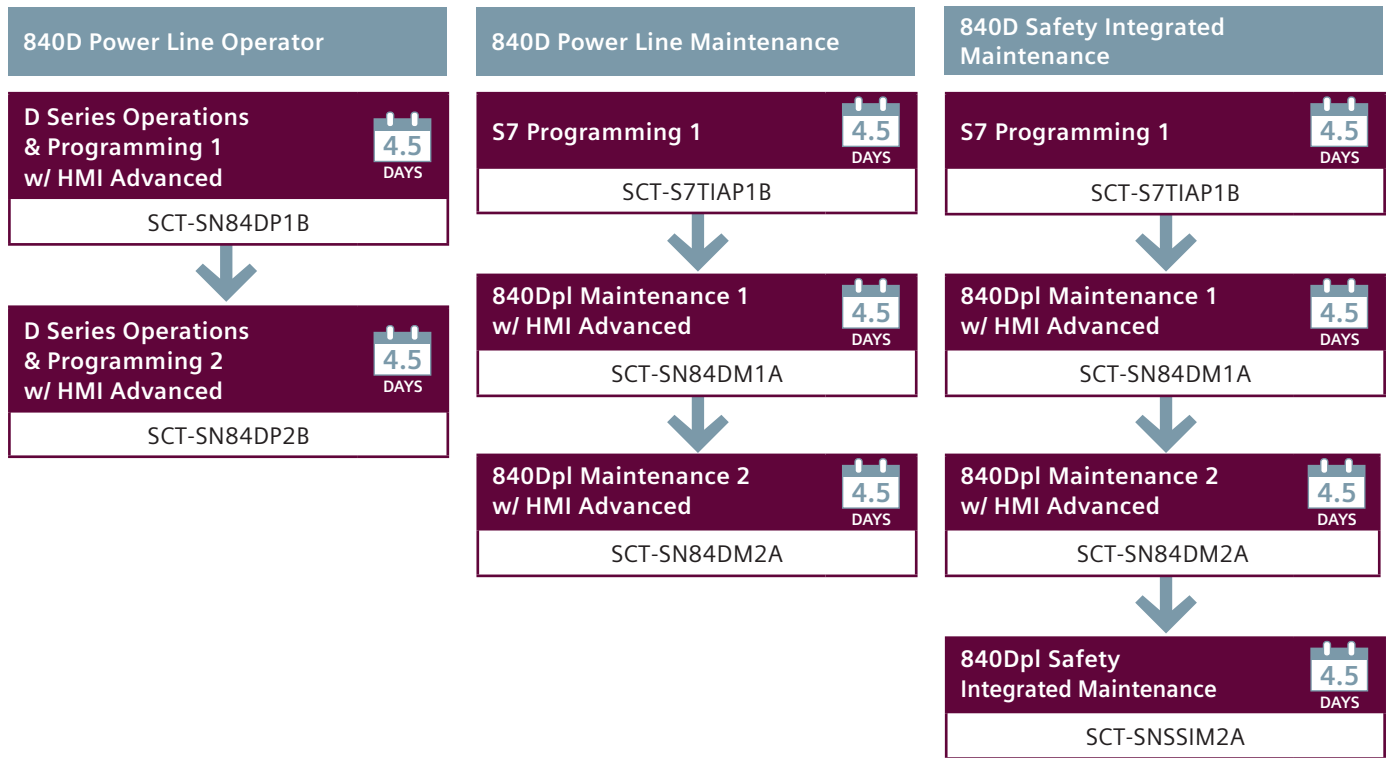 840D Power Line Operator
D Series Operations
& Programming 1
w/ HMI Advanced
4.5
DAYS
SCT-SN84DP1B
D Series Operations
& Programming 2
w/ HMI Advanced
4.5
DAYS
SCT-SN84DP2B
840D Power Line Maintenance
S7 Programming 1
4.5
DAYS
SCT-S7TIAP1B
840Dpl Maintenance 1
w/ HMI Advanced
4.5
DAYS
SCT-SN84DM1A
840Dpl Maintenance 2
w/ HMI Advanced
4.5
DAYS
SCT-SN84DM2A
840D Safety Integrated
Maintenance
S7 Programming 1
4.5
DAYS
SCT-S7TIAP1B
840Dpl Maintenance 1
w/ HMI Advanced
4.5
DAYS
SCT-SN84DM1A
840Dpl Maintenance 2
w/ HMI Advanced
4.5
DAYS
SCT-SN84DM2A
840Dpl Safety
Integrated Maintenance
4.5
DAYS
SCT-SNSSIM2A